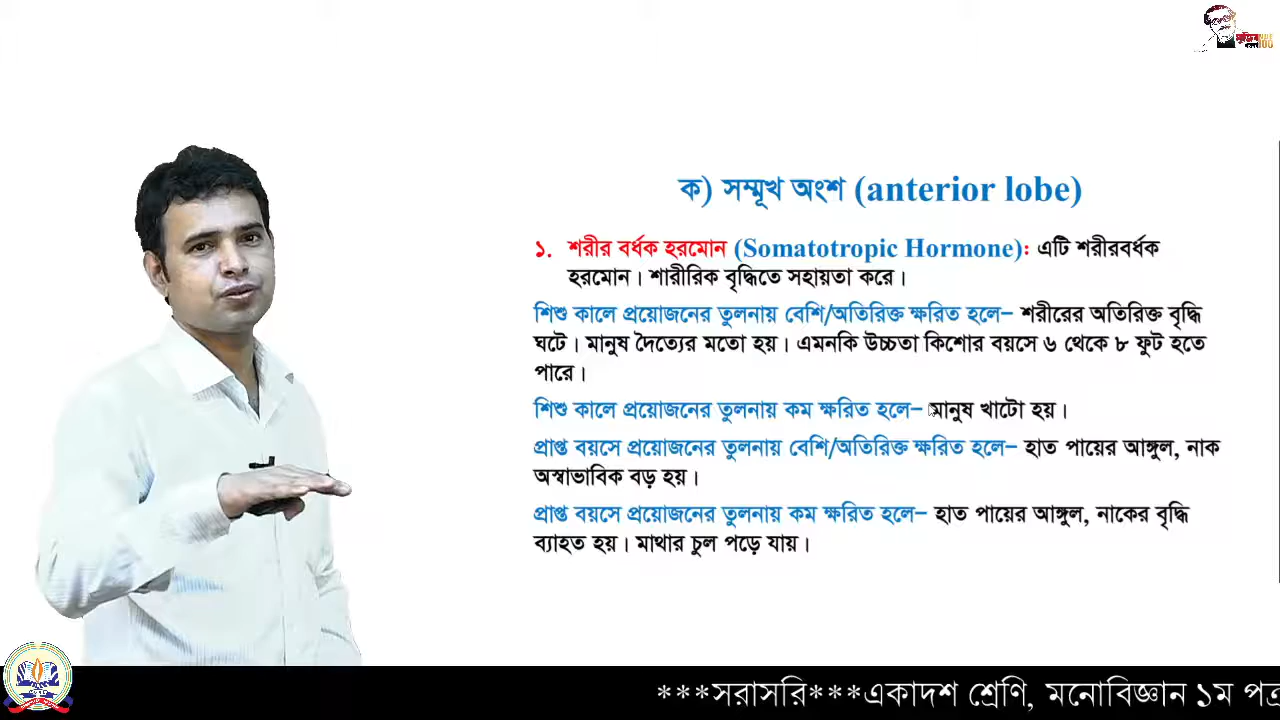 ক) সম্মূখ অংশ (anterior lobe)
১. শরীর বর্ধক হরমোন (Somatotropic Hormone): এটি শরীরবর্ধক
হরমোন। শারীরিক বৃদ্ধিতে সহায়তা করে।
শিশু কালে প্রয়োজনের তুলনায় বেশি/অতিরিক্ত ক্ষরিত হলে– শরীরের অতিরিক্ত বৃদ্ধি
ঘটে। মানুষ দৈত্যের মতো হয়। এমনকি উচ্চতা কিশোর বয়সে ৬ থেকে ৮ ফুট হতে
পারে।
শিশু কালে প্রয়োজনের তুলনায় কম ক্ষরিত হলে– মানুষ খাটো হয়।
প্রাপ্ত বয়সে প্রয়োজনের তুলনায় বেশি/অতিরিক্ত ক্ষরিত হলে– হাত পায়ের আঙ্গুল, নাক
অস্বাভাবিক বড় হয়।
প্রাপ্ত বয়সে প্রয়োজনের তুলনায় কম ক্ষরিত হলে– হাত পায়ের আঙ্গুল, নাকের বৃদ্ধি
ব্যাহত হয়। মাথার চুল পড়ে যায়।
***সরাসরি***একাদশ শ্রেণি, মনোবিজ্ঞান ১ম পত্র